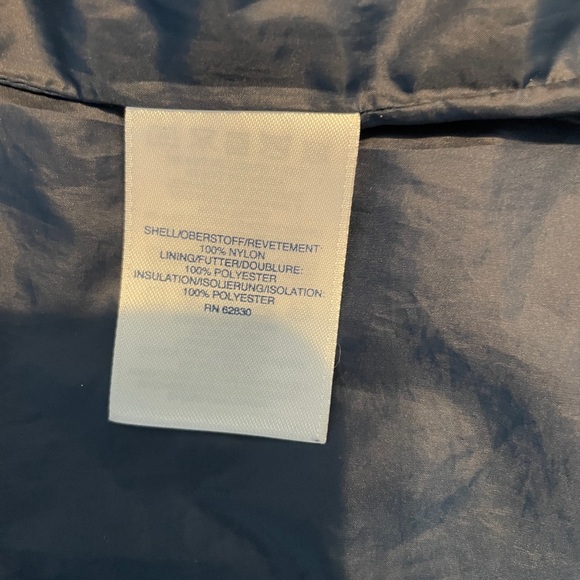 SHELL/OBERSTOFF/REVETEMENT:
100% NYLON
LINING/FUTTER/DOUBLURE:
100% POLYESTER
INSULATION/ISOLIERUNG/ISOLATION:
100% POLYESTER
RN 62830